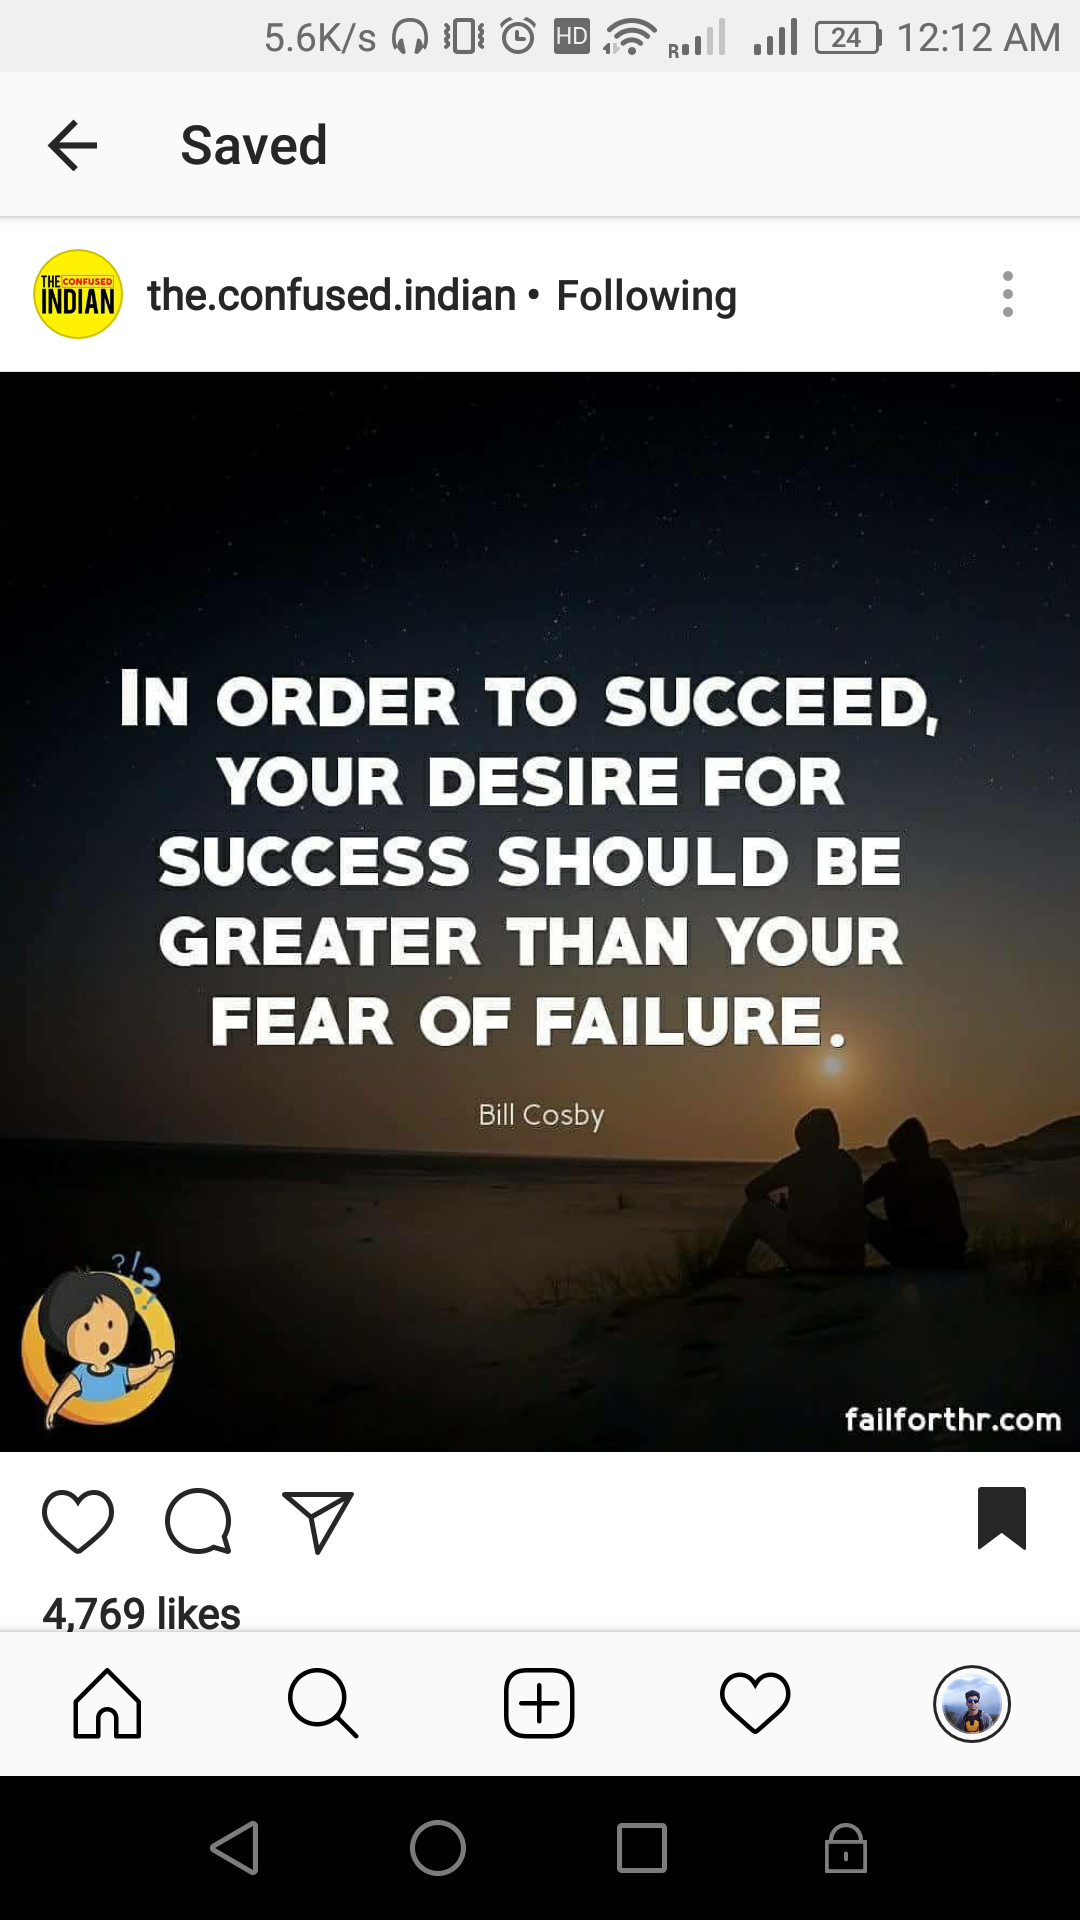 5.6K/s HD R 24 12:12 AM
Saved
THE CONFUSED
INDIAN
the.confused.indian • Following
IN ORDER TO SUCCEED,
YOUR DESIRE FOR
SUCCESS SHOULD BE
GREATER THAN YOUR
FEAR OF FAILURE.
Bill Cosby
?!?
!
failforthr.com
4,769 likes